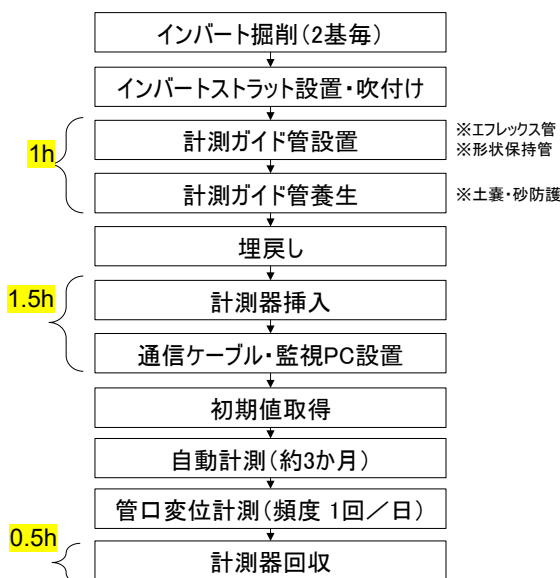 インバート掘削(2基毎)
インバートストラット設置・吹付け
1h
計測ガイド管設置
※エフレックス管
※形状保持管
計測ガイド管養生
※土嚢・砂防護
埋戻し
1.5h
計測器挿入
通信ケーブル・監視PC設置
初期値取得
自動計測(約3か月)
管口変位計測(頻度 1回/日)
0.5h
計測器回収